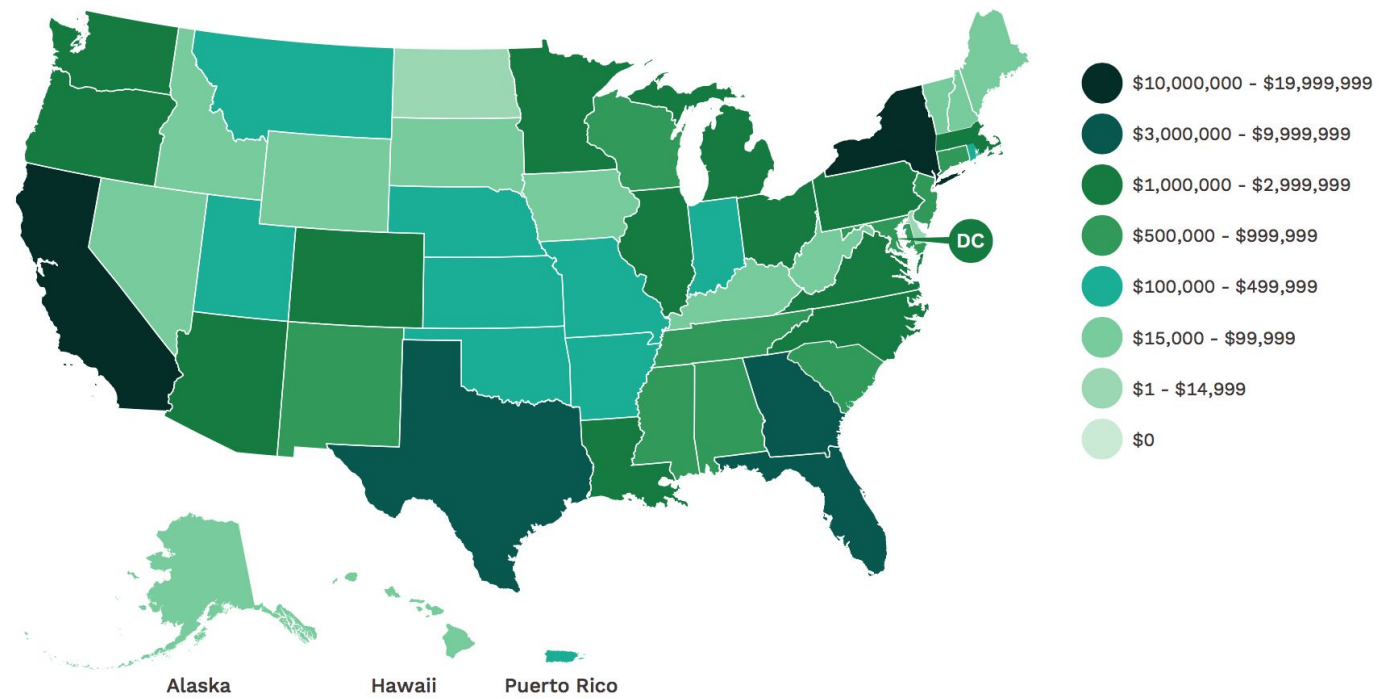 $10,000,000 - $19,999,999
$3,000,000 - $9,999,999
$1,000,000 - $2,999,999
$500,000 - $999,999
DC
$100,000 - $499,999
$15,000 - $99,999
$1 - $14,999
$0
Alaska
Hawaii
Puerto Rico